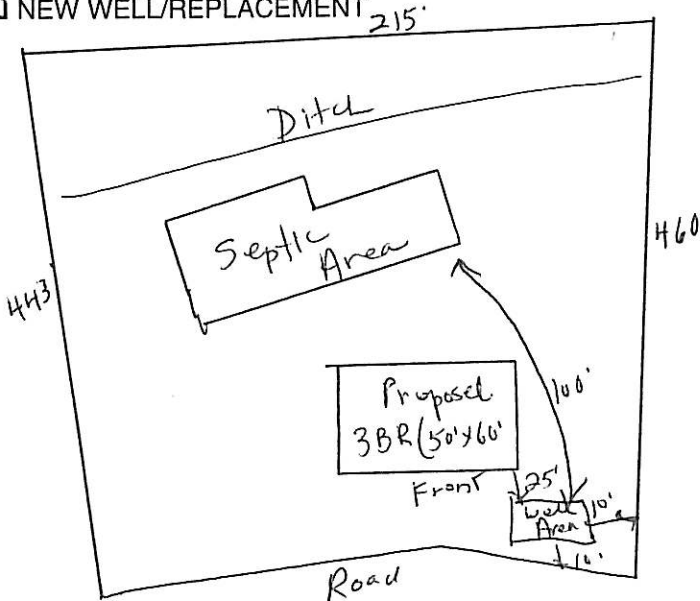 NEW WELL/REPLACEMENT
215'
Ditch
Septic
Area
443
460
100'
Proposed
3BR (50'x60'
Front
25'
Well
Area
10'
10'
Road